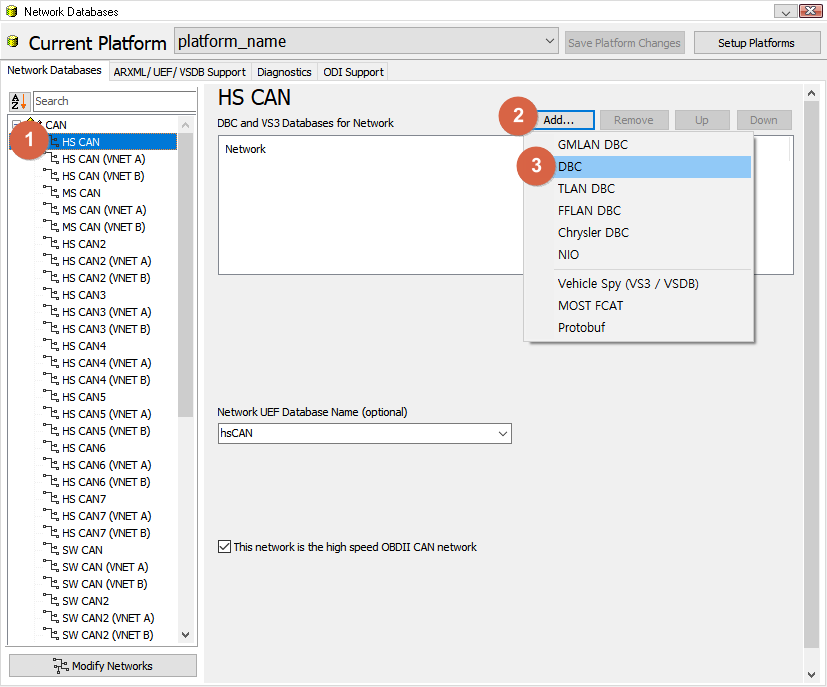 Network Databases
Current Platform
platform_name
Save Platform Changes
Setup Platforms
Network Databases
ARXML/ UEF/ VSDB Support
Diagnostics
ODI Support
A
Z
Search
CAN
1
HS CAN
HS CAN (VNET A)
HS CAN (VNET B)
MS CAN
MS CAN (VNET A)
MS CAN (VNET B)
HS CAN2
HS CAN2 (VNET A)
HS CAN2 (VNET B)
HS CAN3
HS CAN3 (VNET A)
HS CAN3 (VNET B)
HS CAN4
HS CAN4 (VNET A)
HS CAN4 (VNET B)
HS CAN5
HS CAN5 (VNET A)
HS CAN5 (VNET B)
HS CAN6
HS CAN6 (VNET A)
HS CAN6 (VNET B)
HS CAN7
HS CAN7 (VNET A)
HS CAN7 (VNET B)
SW CAN
SW CAN (VNET A)
SW CAN (VNET B)
SW CAN2
SW CAN2 (VNET A)
SW CAN2 (VNET B)
Modify Networks
HS CAN
DBC and VS3 Databases for Network
2
Add...
Remove
Up
Down
Network
GMLAN DBC
3
DBC
TLAN DBC
FFLAN DBC
Chrysler DBC
NIO
Vehicle Spy (VS3 / VSDB)
MOST FCAT
Protobuf
Network UEF Database Name (optional)
hsCAN
This network is the high speed OBDII CAN network